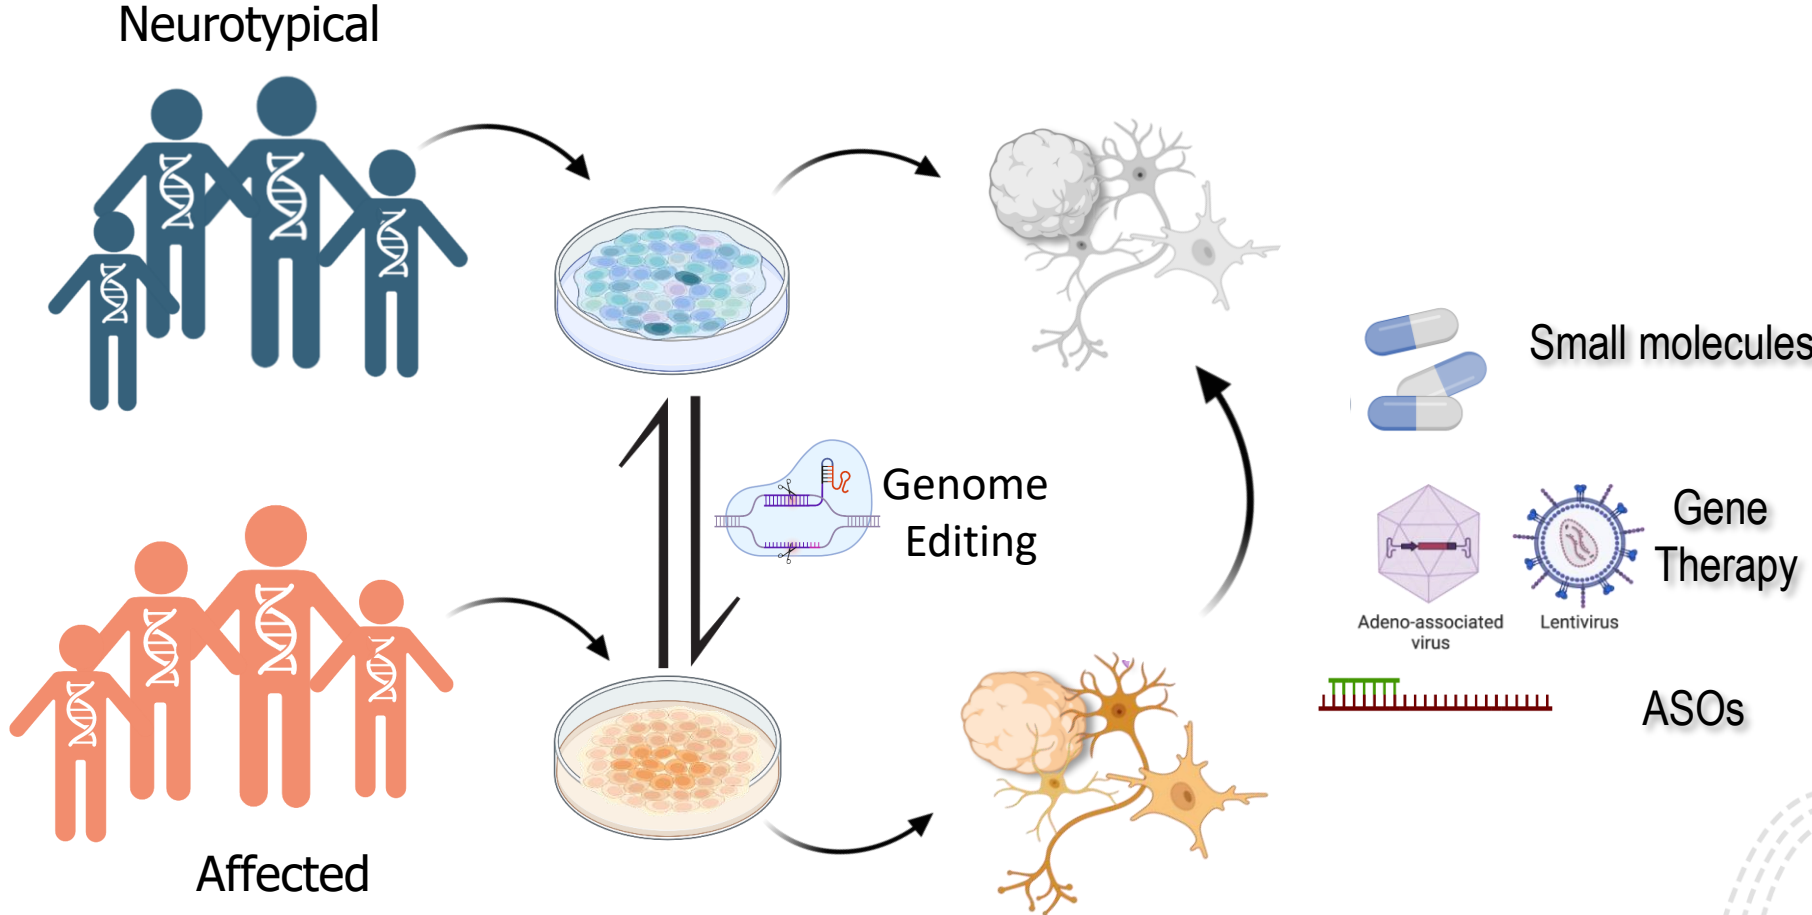 Neurotypical
Small molecules
Genome
Editing
Gene
Therapy
Adeno-associated
virus
Lentivirus
ASOs
Affected